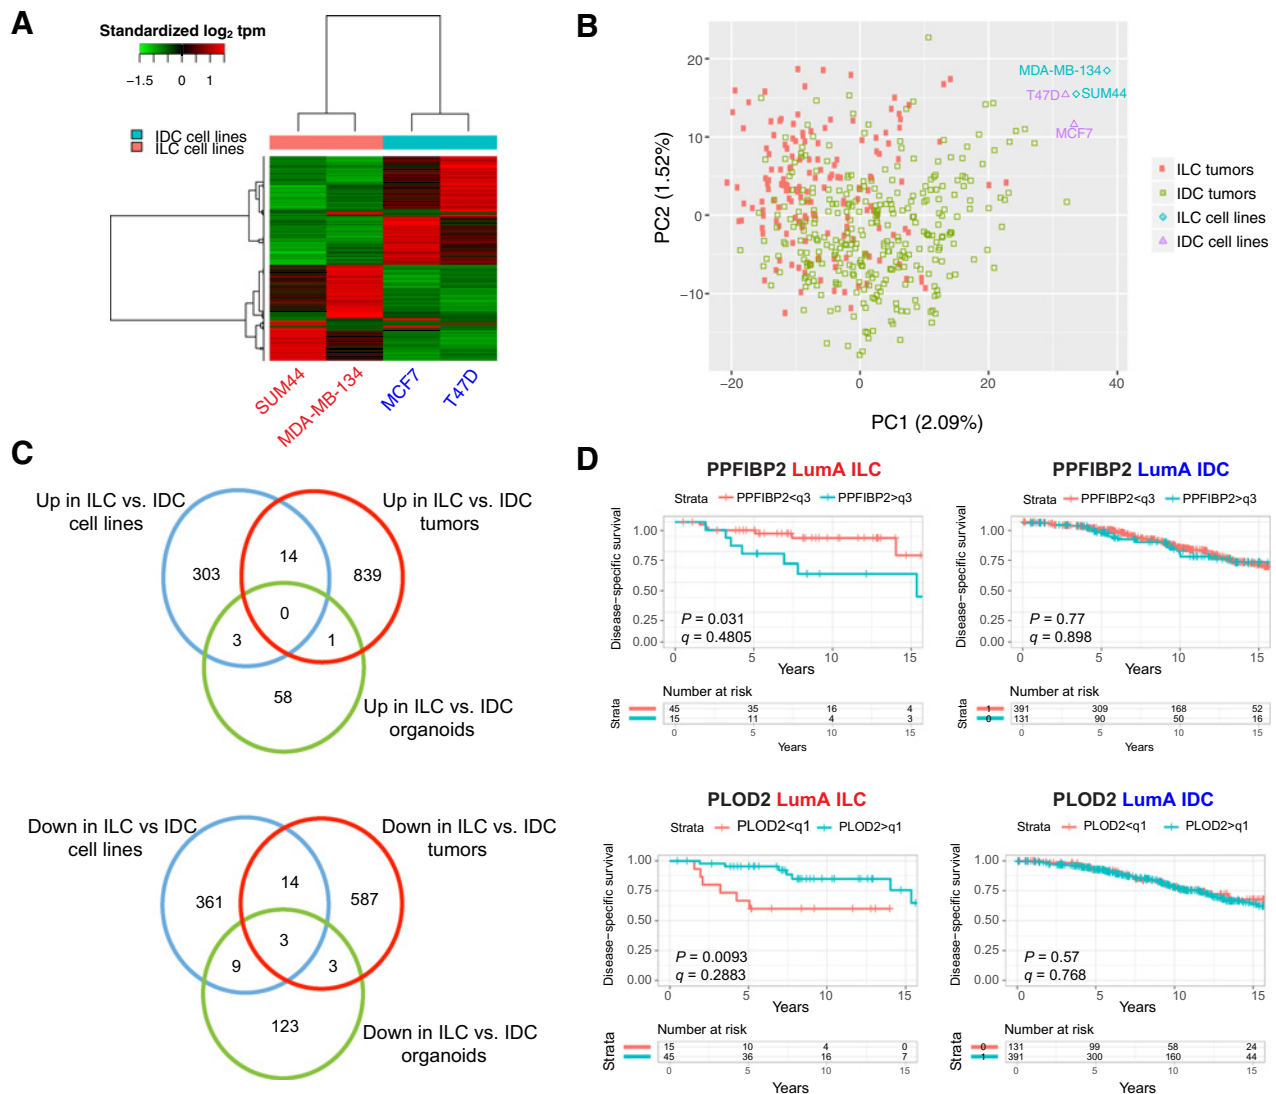 A
Standardized log2 tpm
−1.5 0 1
IDC cell lines
ILC cell lines
SUM44
MDA-MB-134
MCF7
T47D
B
PC2 (1.52%)
20
10
0
−10
−20 0 20 40
PC1 (2.09%)
MDA-MB-134
T47D
SUM44
MCF7
ILC tumors
IDC tumors
ILC cell lines
IDC cell lines
C
Up in ILC vs. IDC
cell lines
Up in ILC vs. IDC
tumors
14
303
839
0
3
1
58
Up in ILC vs. IDC
organoids
Down in ILC vs IDC
cell lines
Down in ILC vs. IDC
tumors
14
361
587
3
9
3
123
Down in ILC vs. IDC
organoids
D
PPFIBP2 LumA ILC
Strata PPFIBP2<q3 PPFIBP2>q3
Disease−specific survival
1.00
0.75
0.50
0.25
0.00
P = 0.031
q = 0.4805
0 5 10 15
Years
Number at risk
Strata
45 35 16 4
15 11 4 3
0 5 10 15
Years
PPFIBP2 LumA IDC
Strata PPFIBP2<q3 PPFIBP2>q3
Disease−specific survival
1.00
0.75
0.50
0.25
0.00
P = 0.77
q = 0.898
0 5 10 15
Years
Number at risk
Strata
1 391 309 168 52
0 131 90 50 16
0 5 10 15
Years
PLOD2 LumA ILC
Strata PLOD2<q1 PLOD2>q1
Disease−specific survival
1.00
0.75
0.50
0.25
0.00
P = 0.0093
q = 0.2883
0 5 10 15
Years
Number at risk
Strata
15 10 4 0
45 36 16 7
0 5 10 15
Years
PLOD2 LumA IDC
Strata PLOD2<q1 PLOD2>q1
Disease−specific survival
1.00
0.75
0.50
0.25
0.00
P = 0.57
q = 0.768
0 5 10 15
Years
Number at risk
Strata
0 131 99 58 24
1 391 300 160 44
0 5 10 15
Years